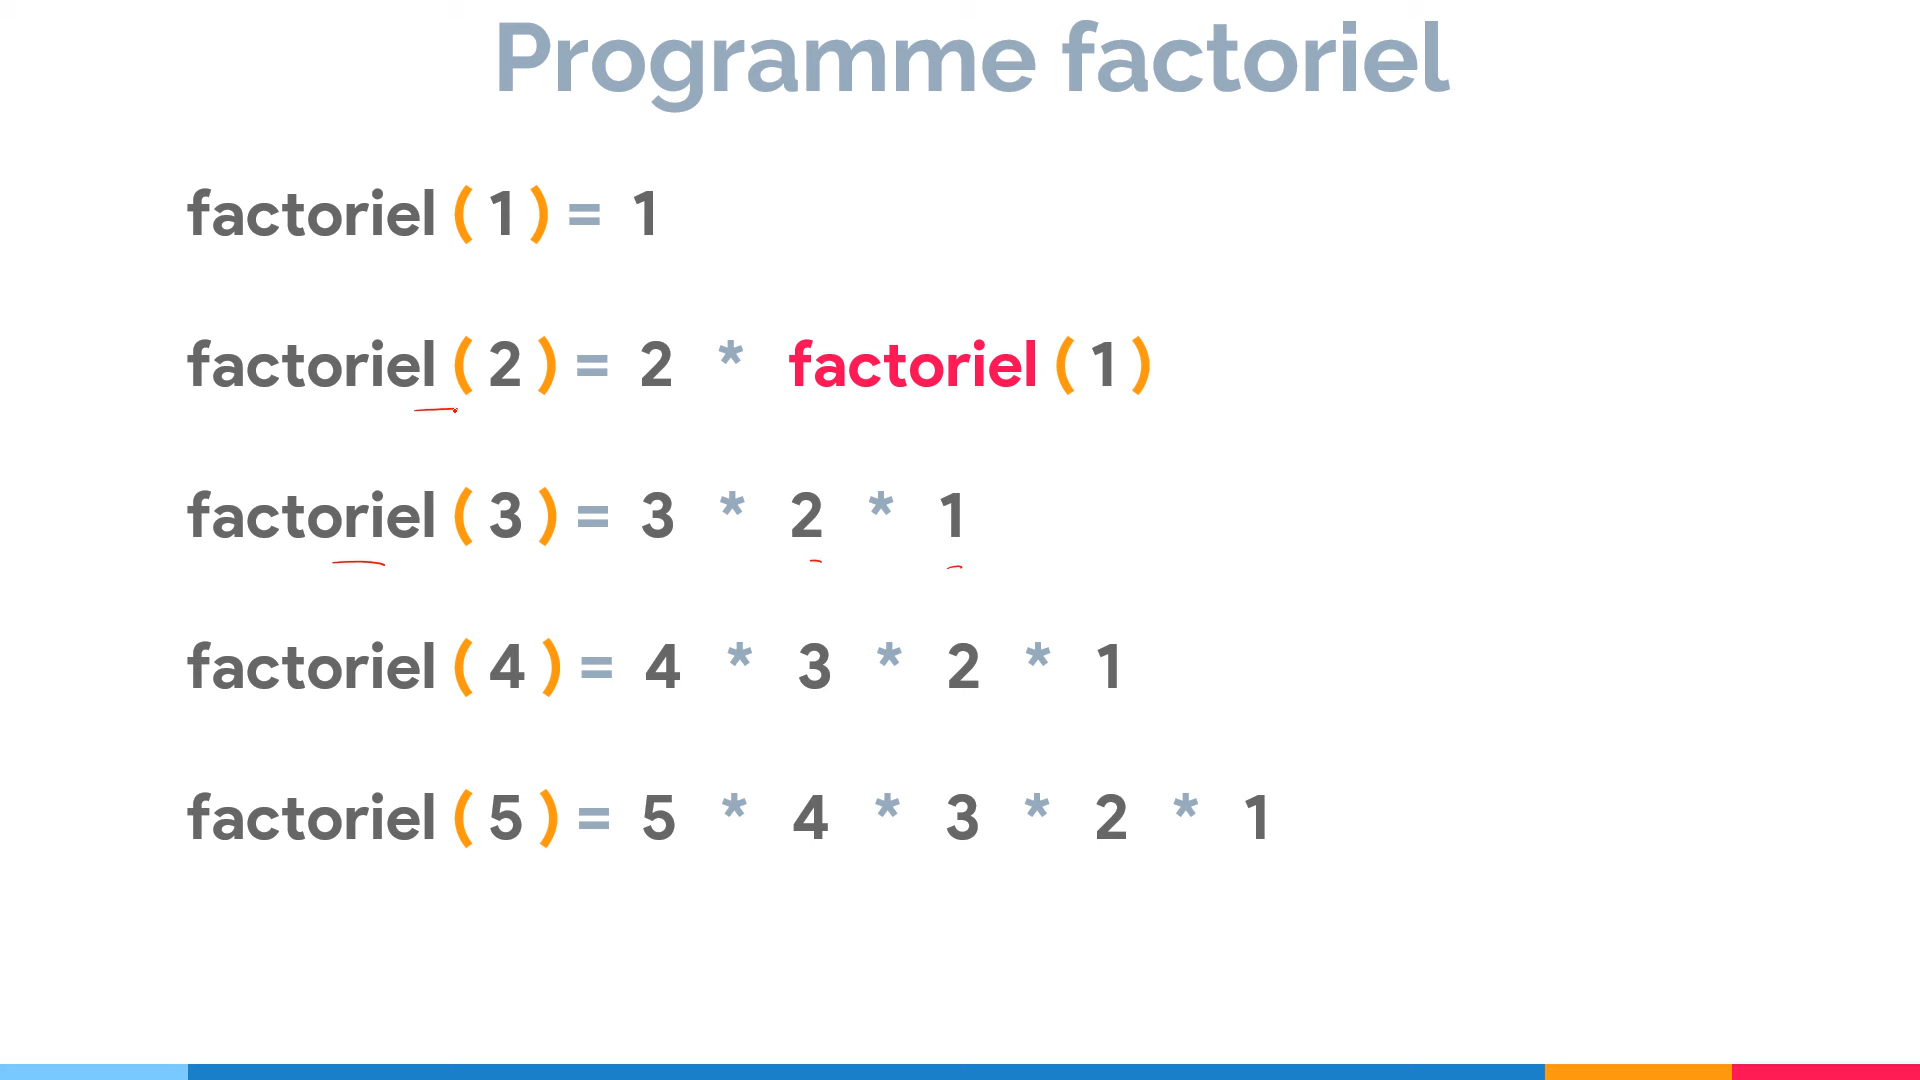 Programme factoriel
factoriel ( 1 ) = 1
factoriel ( 2 ) = 2 * factoriel ( 1 )
factoriel ( 3 ) = 3 * 2 * 1
factoriel ( 4 ) = 4 * 3 * 2 * 1
factoriel ( 5 ) = 5 * 4 * 3 * 2 * 1